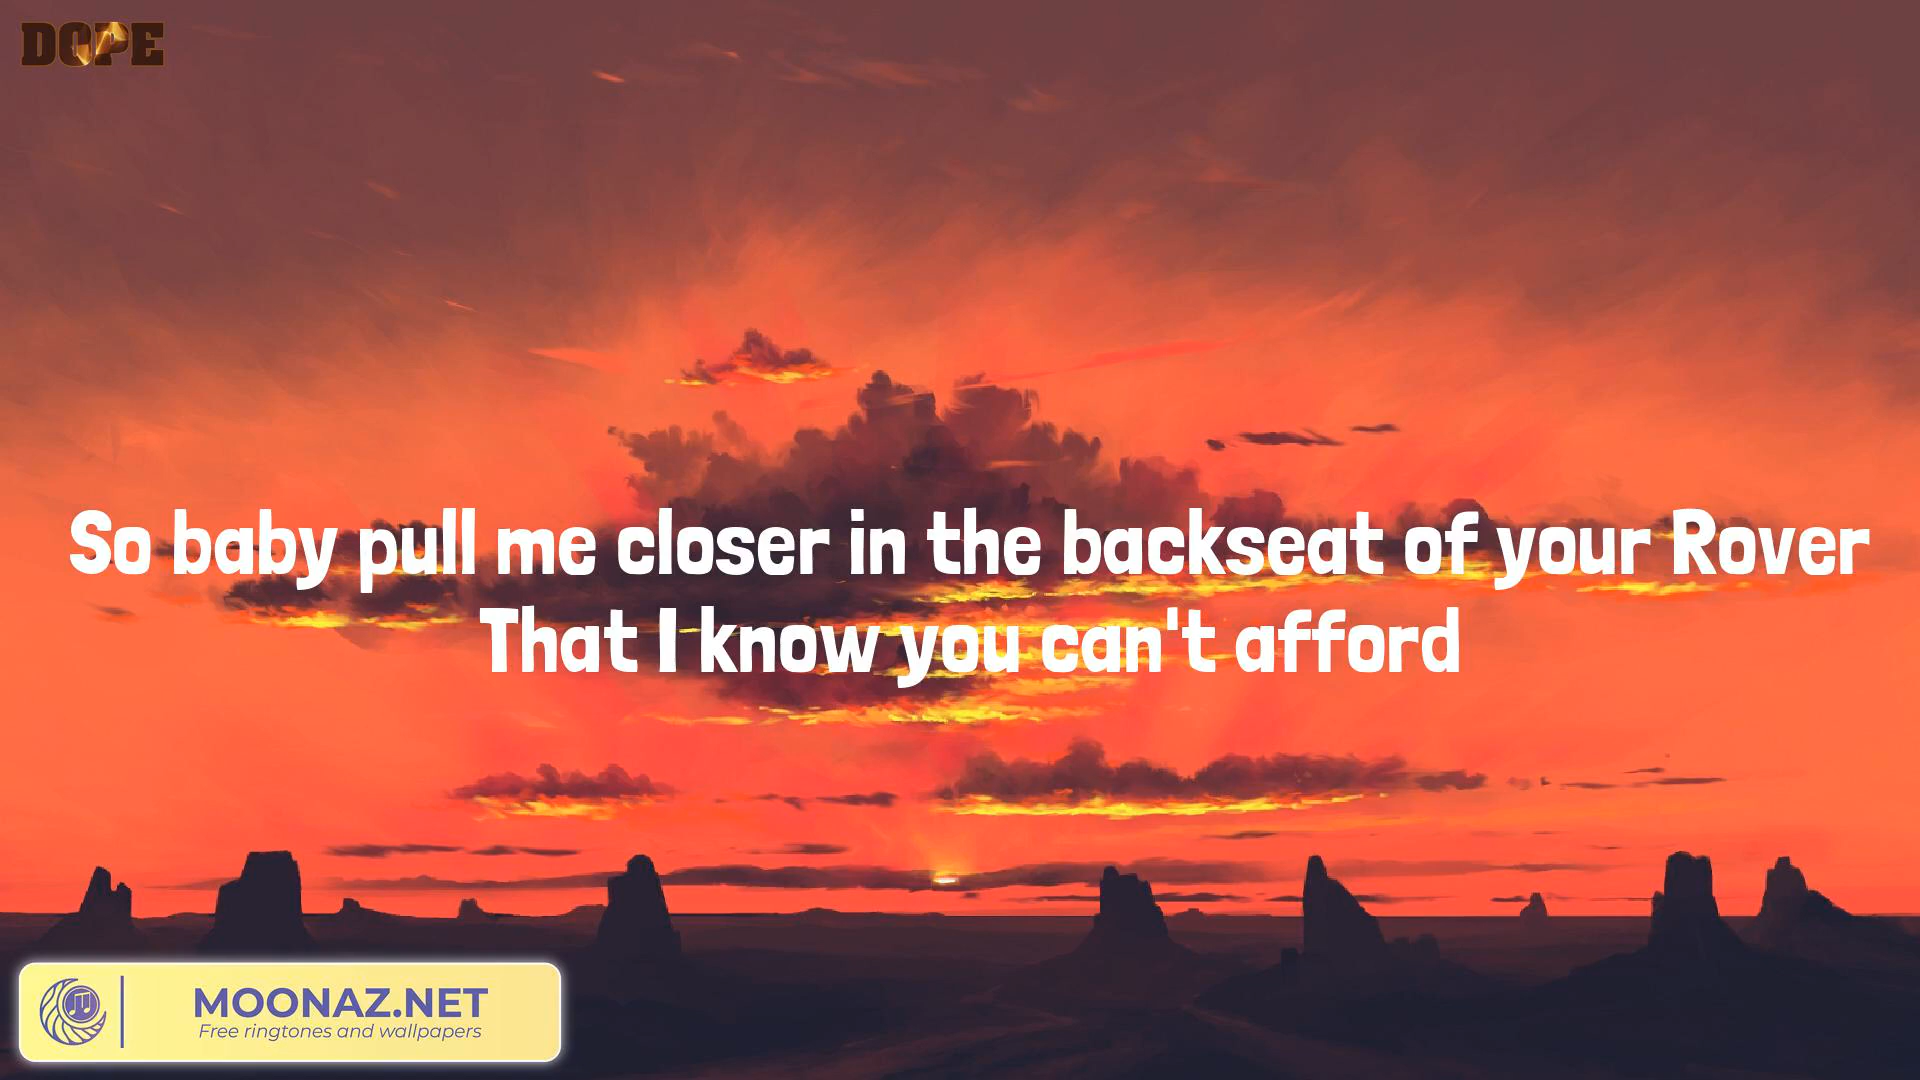 DOPE
So baby pull me closer in the backseat of your Rover
That I know you can't afford
MOONAZ.NET
Free ringtones and wallpapers